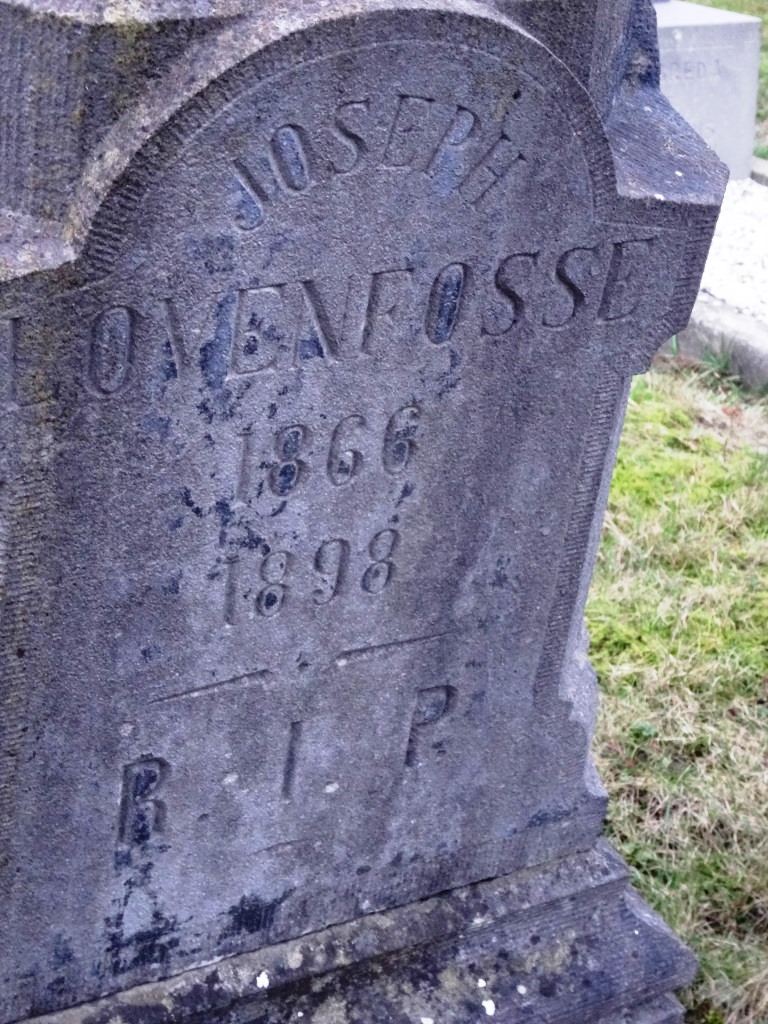 JOSEPH
LOVENFOSSE
1866
1898
R I P.